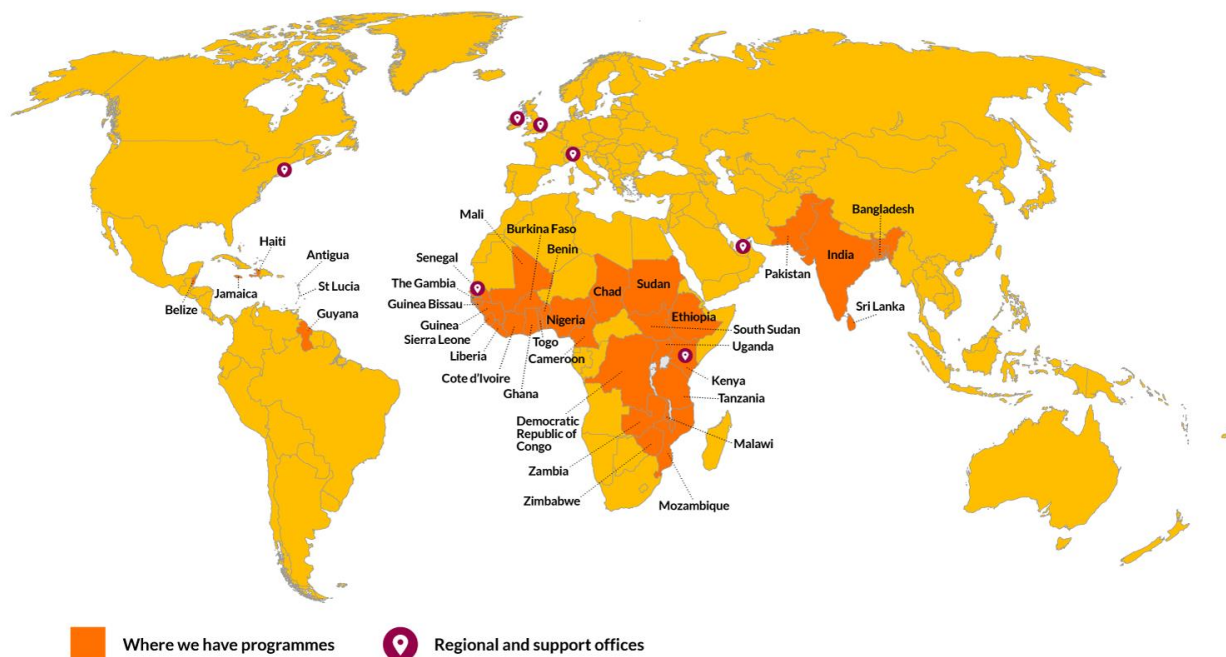 Mali
Burkina Faso
Benin
Bangladesh
Haiti
Antigua
Senegal
Pakistan
India
Chad
Sudan
The Gambia
Jamaica
St Lucia
Belize
Guinea Bissau
Sri Lanka
Guyana
Guinea
Nigeria
Ethiopia
South Sudan
Sierra Leone
Togo
Uganda
Liberia
Cameroon
Cote d'Ivoire
Kenya
Ghana
Tanzania
Democratic
Republic of
Congo
Malawi
Zambia
Zimbabwe
Mozambique
Where we have programmes
Regional and support offices